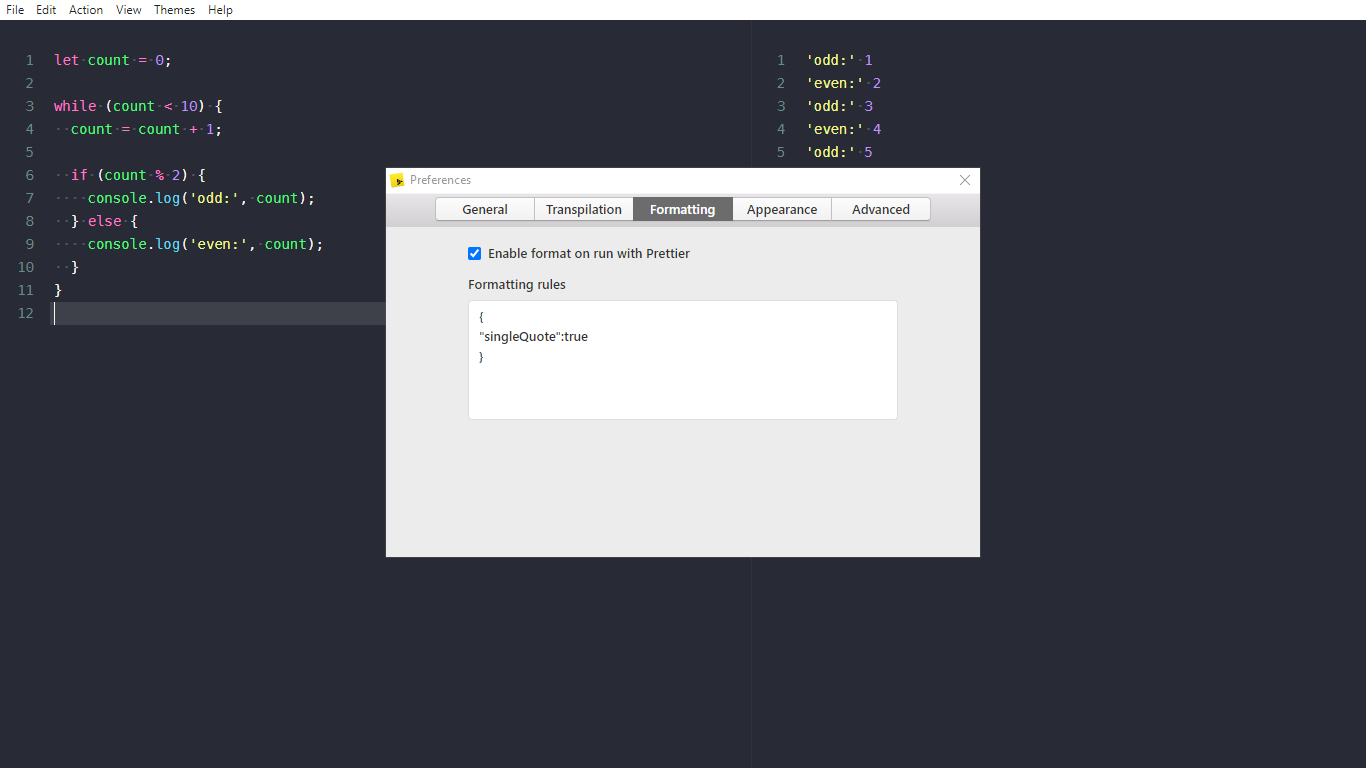 File Edit Action View Themes Help
1 let count = 0;
2
3 while (count < 10) {
4 count = count + 1;
5
6 if (count % 2) {
7 console.log('odd:', count);
8 } else {
9 console.log('even:', count);
10 }
11 }
12
1 'odd:' 1
2 'even:' 2
3 'odd:' 3
4 'even:' 4
5 'odd:' 5
Preferences
General Transpilation Formatting Appearance Advanced
Enable format on run with Prettier
Formatting rules
{
"singleQuote":true
}